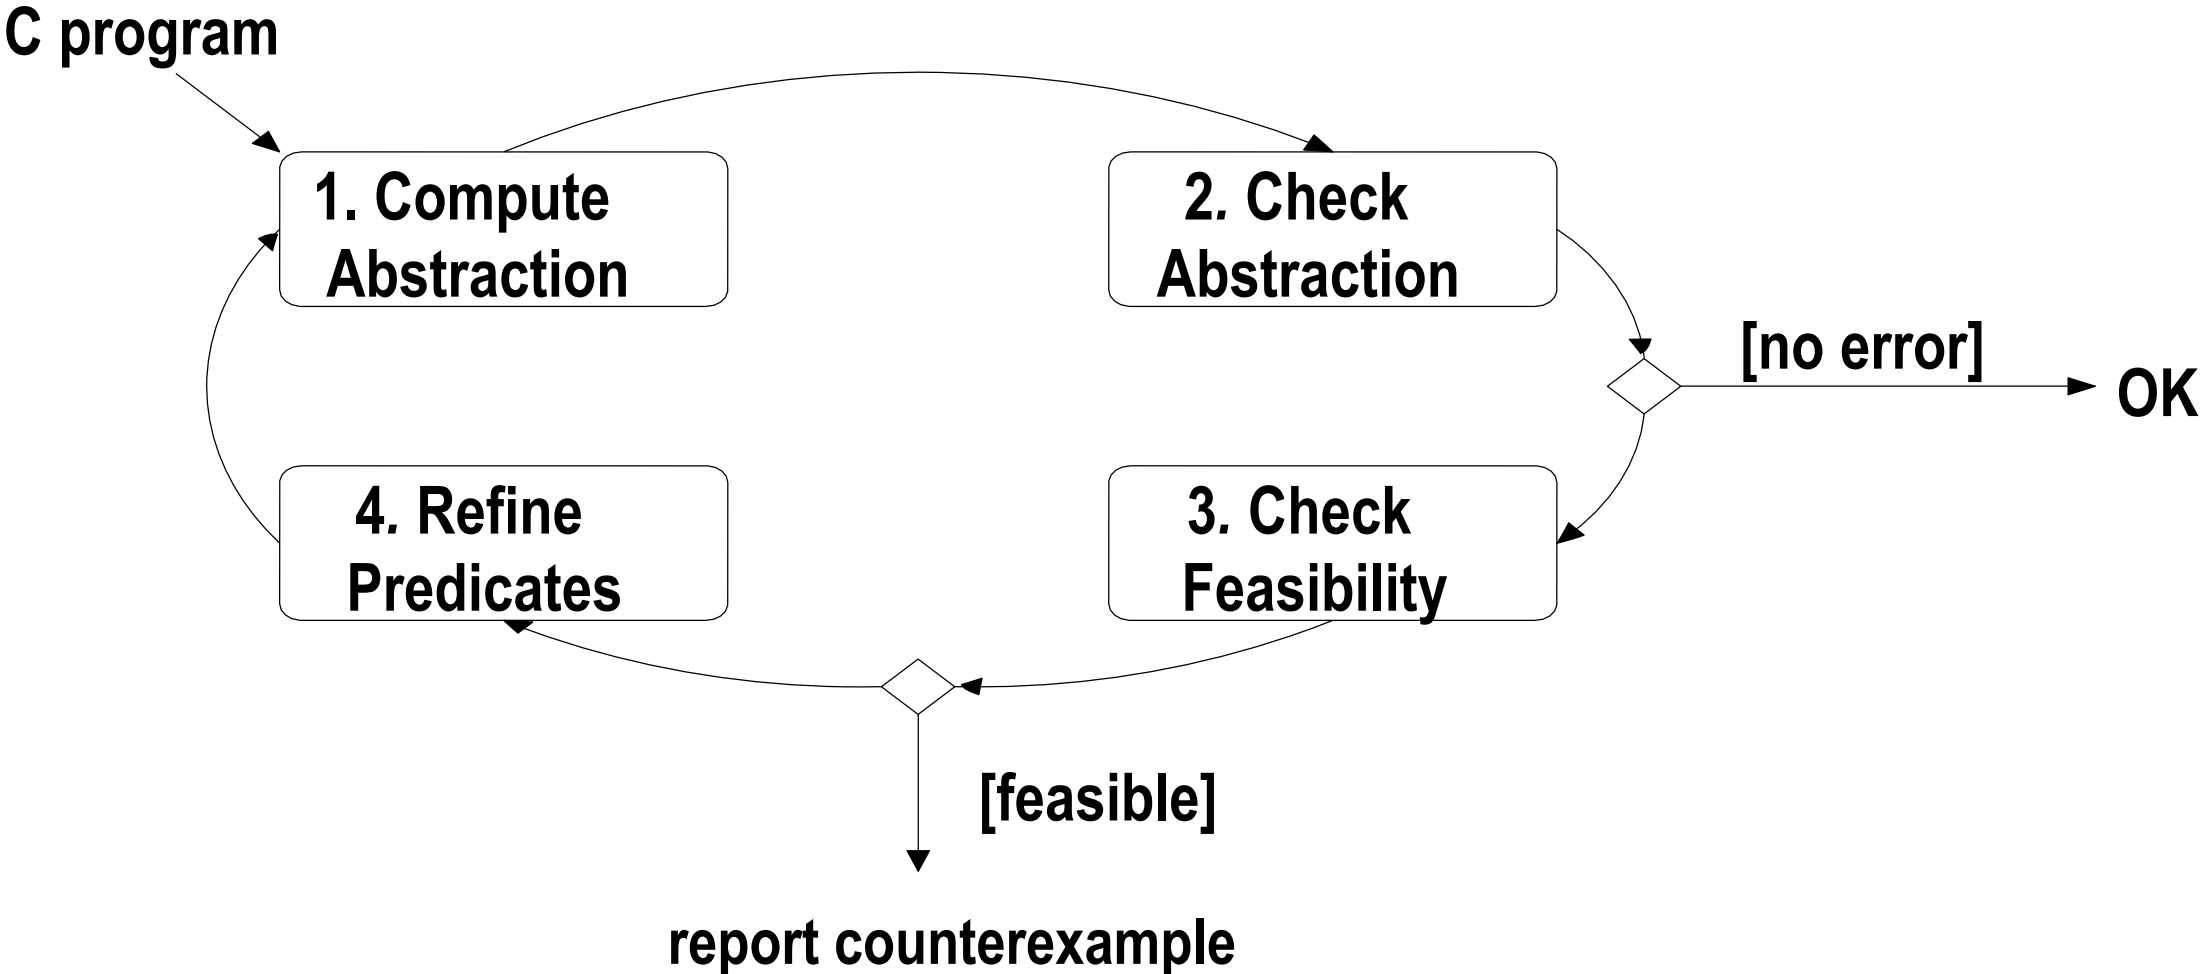 C program
1. Compute
Abstraction
2. Check
Abstraction
[no error]
OK
4. Refine
Predicates
3. Check
Feasibility
[feasible]
report counterexample